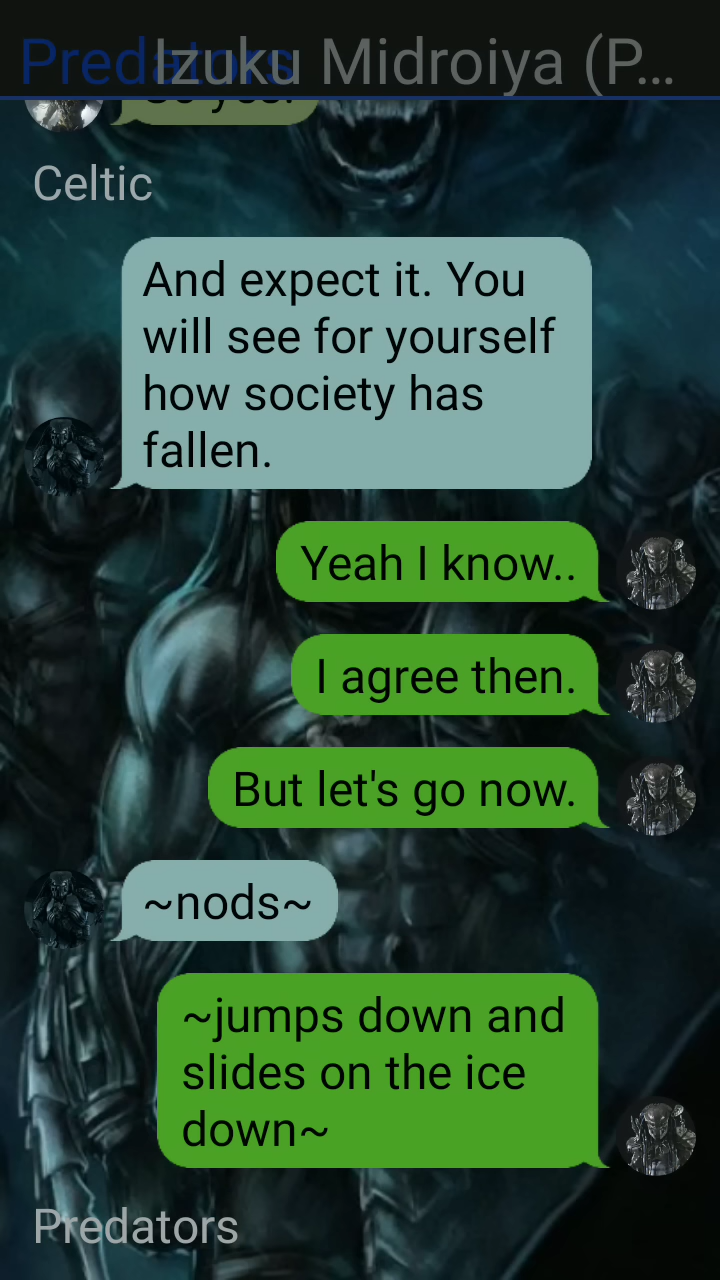 Predators
Izuku Midroiya (P...
Celtic
And expect it. You
will see for yourself
how society has
fallen.
Yeah I know..
I agree then.
But let's go now.
~nods~
~jumps down and
slides on the ice
down~
Predators